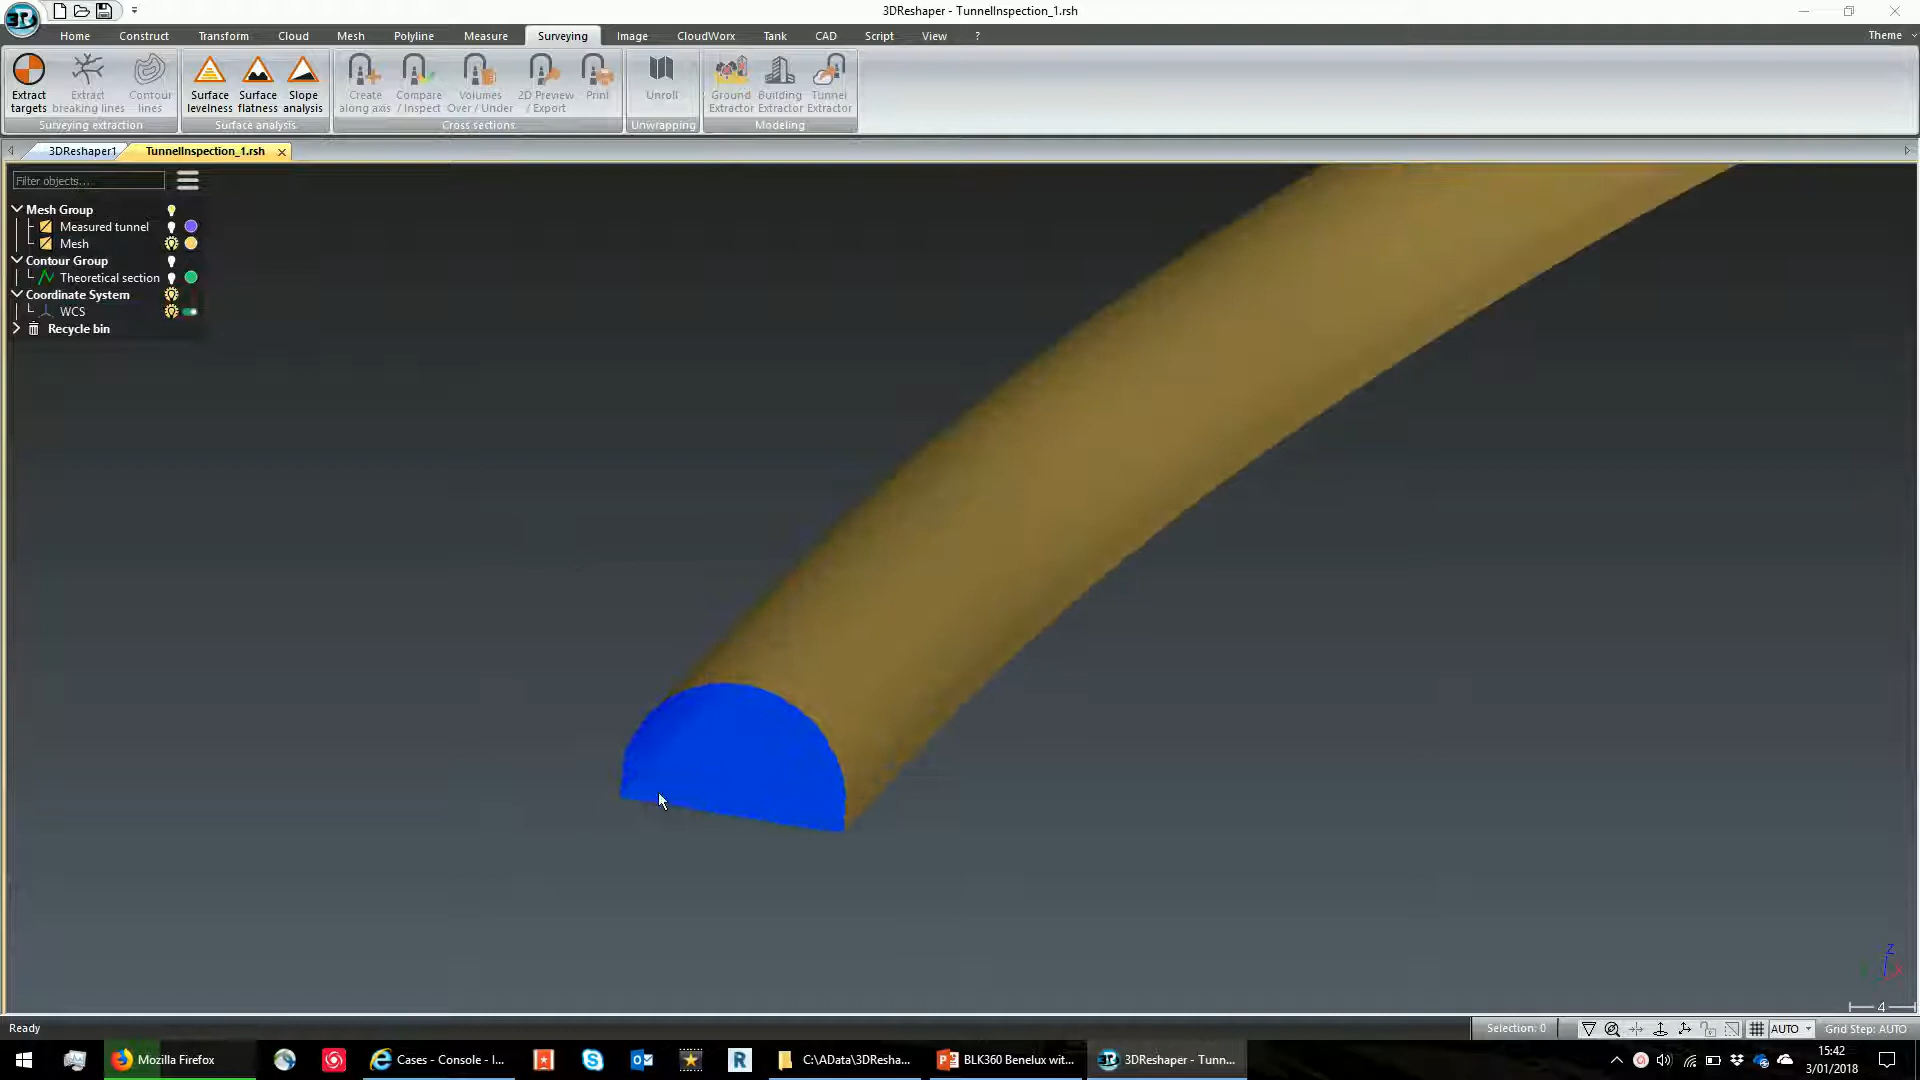 3DReshaper - TunnelInspection_1.rsh
Home Construct Transform Cloud Mesh Polyline Measure Surveying Image CloudWorx Tank CAD Script View ? Theme
Extract targets
Extract breaking lines
Contour lines
Surveying extraction
Surface levelness
Surface flatness
Slope analysis
Surface analysis
Create along axis
Compare / Inspect
Volumes Over / Under
2D Preview / Export
Print
Cross sections
Unroll
Unwrapping
Ground Extractor
Building Extractor
Tunnel Extractor
Modeling
3DReshaper1
TunnelInspection_1.rsh
Filter objects...
Mesh Group
Measured tunnel
Mesh
Contour Group
Theoretical section
Coordinate System
WCS
Recycle bin
Z
X
4
Ready
Selection: 0
AUTO
Grid Step: AUTO
Mozilla Firefox
Cases - Console - I...
C:\AData\3DResha...
BLK360 Benelux wit...
3DReshaper - Tunn...
15:42
3/01/2018